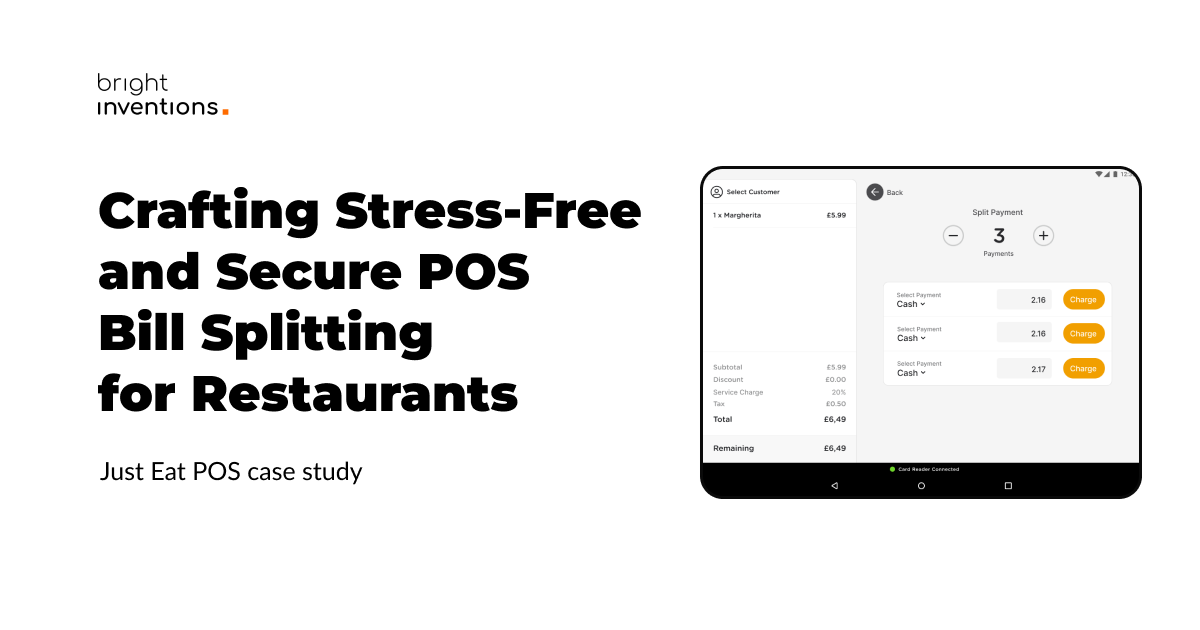 bright
inventions.
Crafting Stress-Free
and Secure POS
Bill Splitting
for Restaurants
Just Eat POS case study
Select Customer
1 x Margherita £5.99
Subtotal £5.99
Discount £0.00
Service Charge 20%
Tax £0.50
Total £6,49
Remaining £6,49
Back
Split Payment
3
Payments
Select Payment
Cash 2.16 Charge
Select Payment
Cash 2.16 Charge
Select Payment
Cash 2.17 Charge
Card Reader Connected